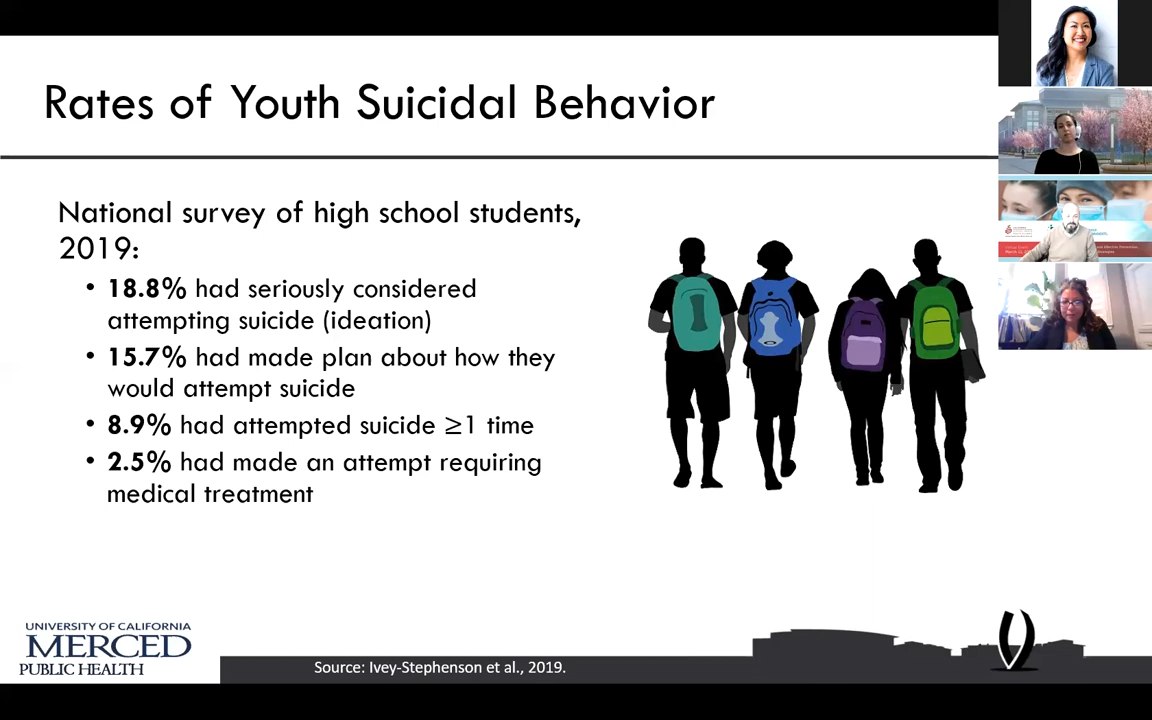 Rates of Youth Suicidal Behavior
National survey of high school students,
2019:
• 18.8% had seriously considered
attempting suicide (ideation)
• 15.7% had made plan about how they
would attempt suicide
• 8.9% had attempted suicide ≥1 time
• 2.5% had made an attempt requiring
medical treatment
UNIVERSITY OF CALIFORNIA
MERCED
PUBLIC HEALTH
Source: Ivey-Stephenson et al., 2019.